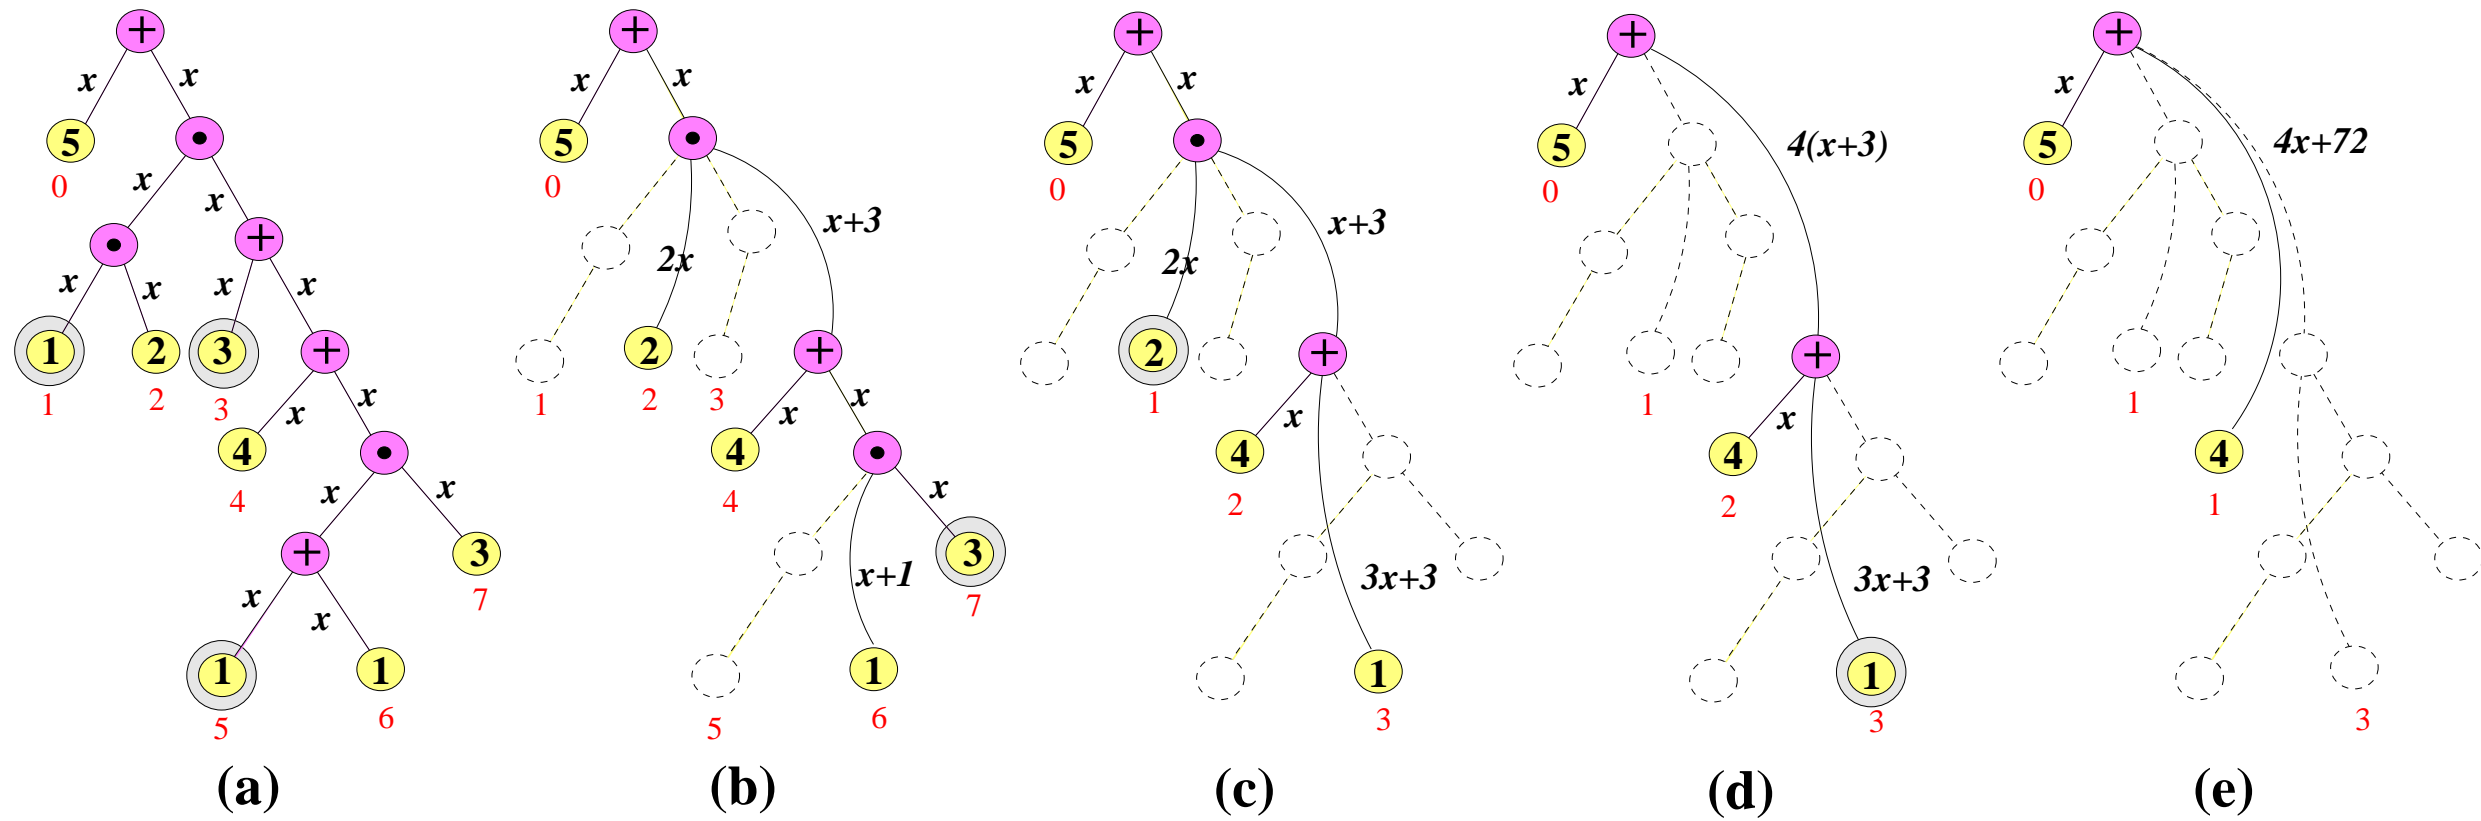 + + + + +
x x x x x x x x
5 • 5 • 5 • 5 4(x+3) 5 4x+72
0 x x 0 x+3 0 x+3 0 0
• + 2x 2x
x x x x
1 2 3 + 2 + 2 + +
1 2 3 x x 1 2 3 x x 1 x 1 x 1
4 • 4 • 4 4 4
4 x x 4 x 2 2 1
+ 3 x+1 3 3x+3 3x+3
x x 7 7
1 1 1 1 1
5 6 5 6 3 3 3
(a) (b) (c) (d) (e)